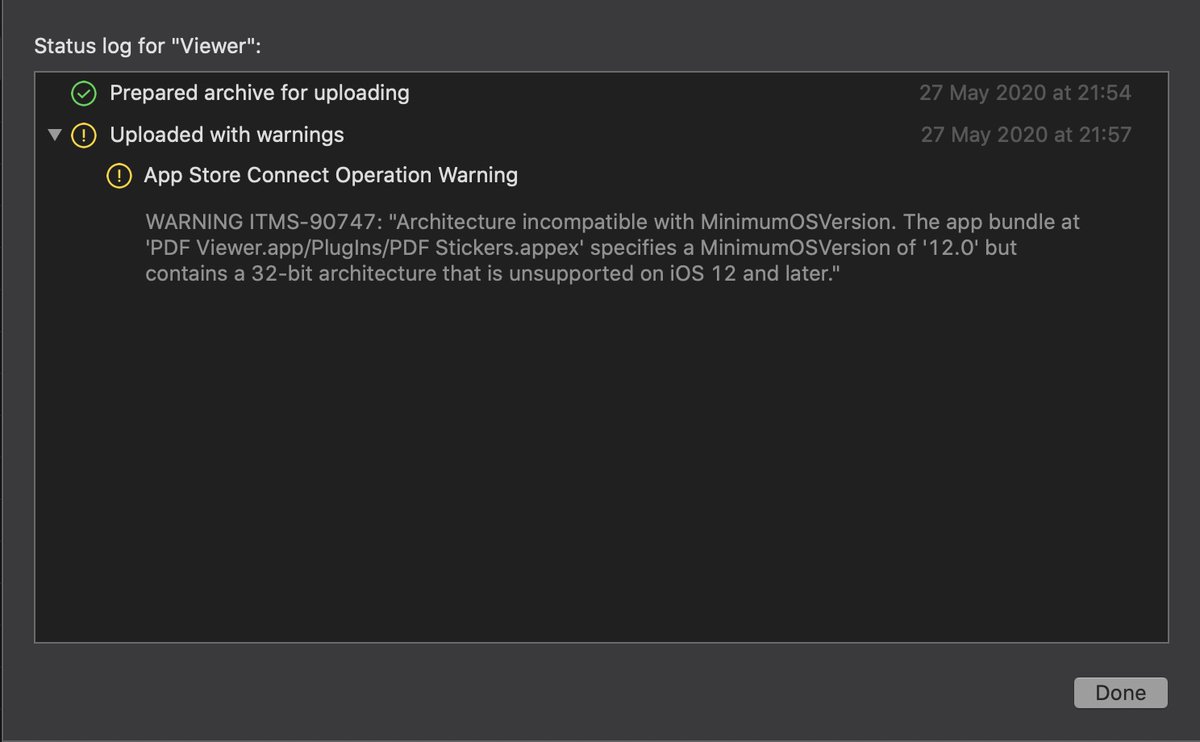 Status log for "Viewer":
Prepared archive for uploading 27 May 2020 at 21:54
Uploaded with warnings 27 May 2020 at 21:57
App Store Connect Operation Warning
WARNING ITMS-90747: "Architecture incompatible with MinimumOSVersion. The app bundle at
'PDF Viewer.app/PlugIns/PDF Stickers.appex' specifies a MinimumOSVersion of '12.0' but
contains a 32-bit architecture that is unsupported on iOS 12 and later."
Done